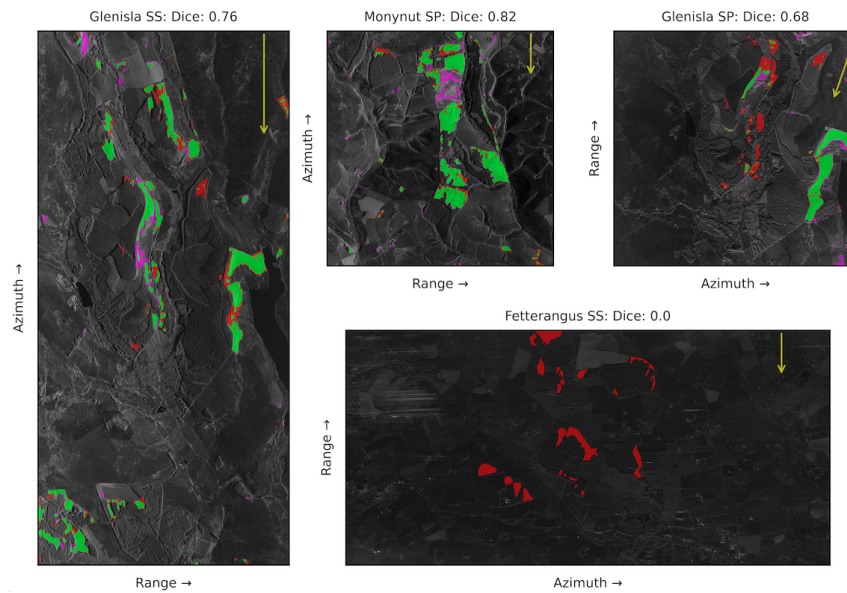 Glenisla SS: Dice: 0.76
Monynut SP: Dice: 0.82
Glenisla SP: Dice: 0.68
Azimuth →
Range →
Azimuth →
Range →
Range →
Azimuth →
Fetterangus SS: Dice: 0.0
Range →
Azimuth →